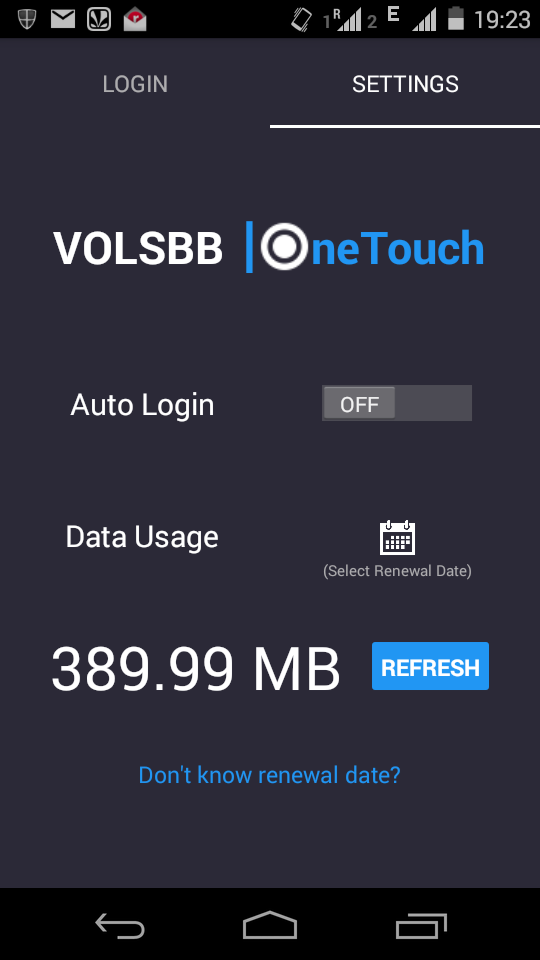 1 R 2 E 19:23
LOGIN SETTINGS
VOLSBB |OneTouch
Auto Login OFF
Data Usage
(Select Renewal Date)
389.99 MB REFRESH
Don't know renewal date?